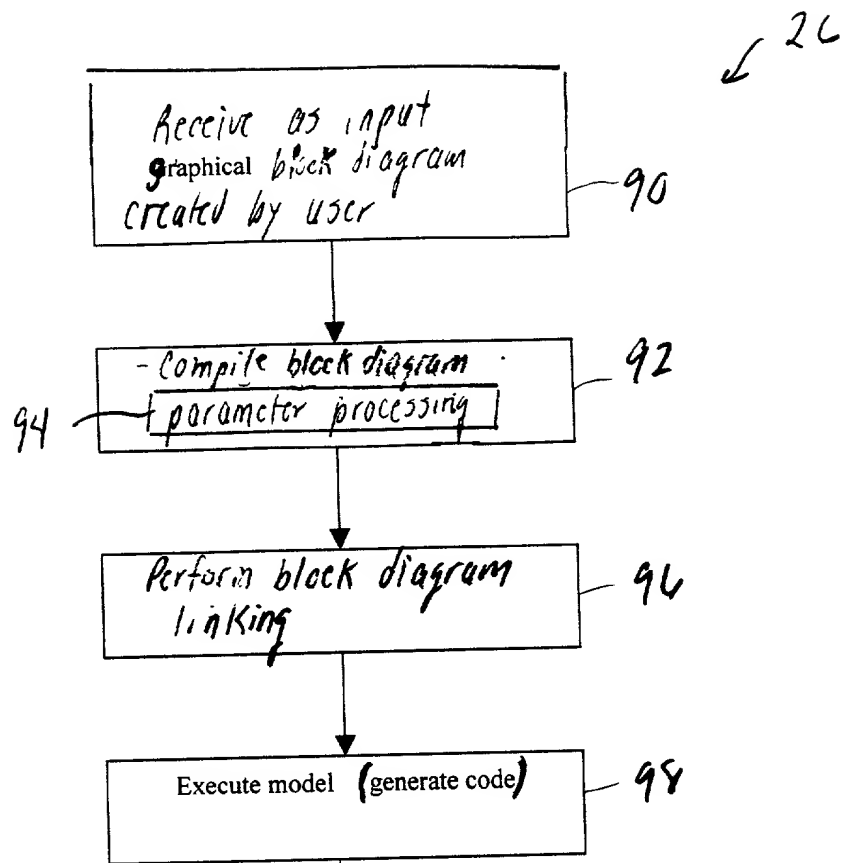 26
Receive as input
graphical block diagram
created by user
90
- Compile block diagram
92
parameter processing
94
Perform block diagram
linking
96
Execute model (generate code)
98